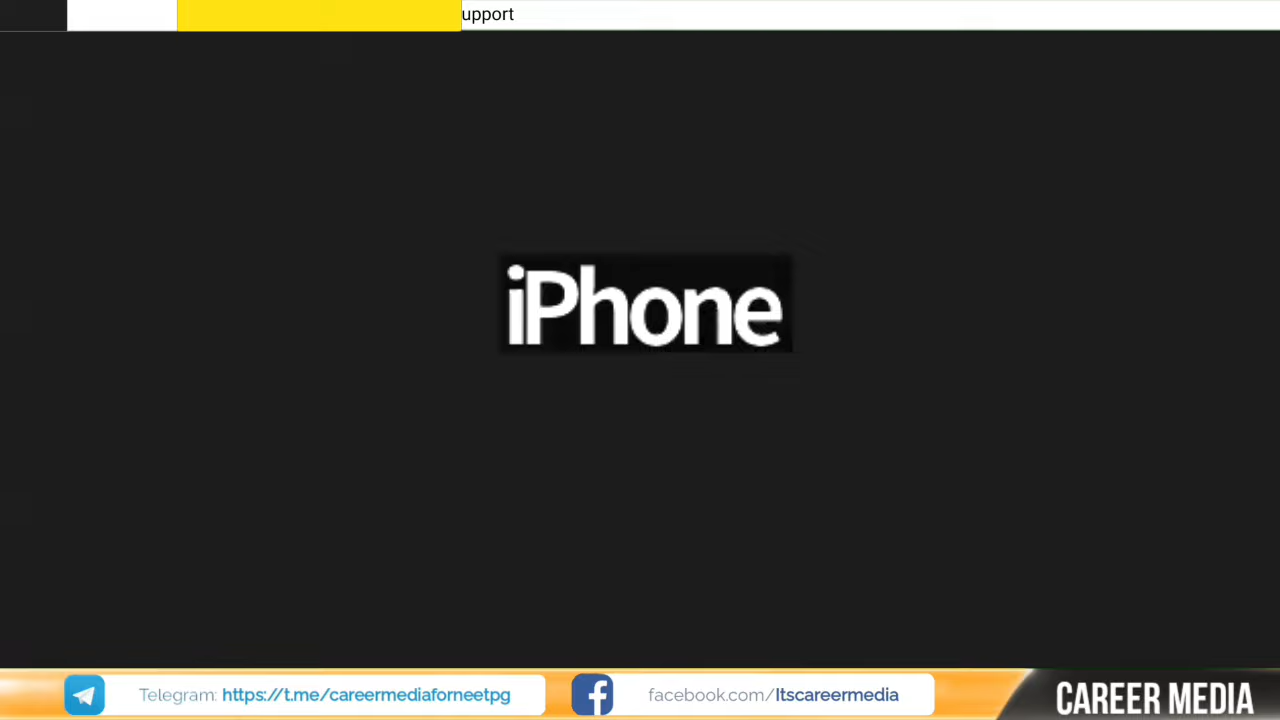 upport
iPhone
Telegram: https://t.me/careermediaforneetpg
facebook.com/Itscareermedia
CAREER MEDIA